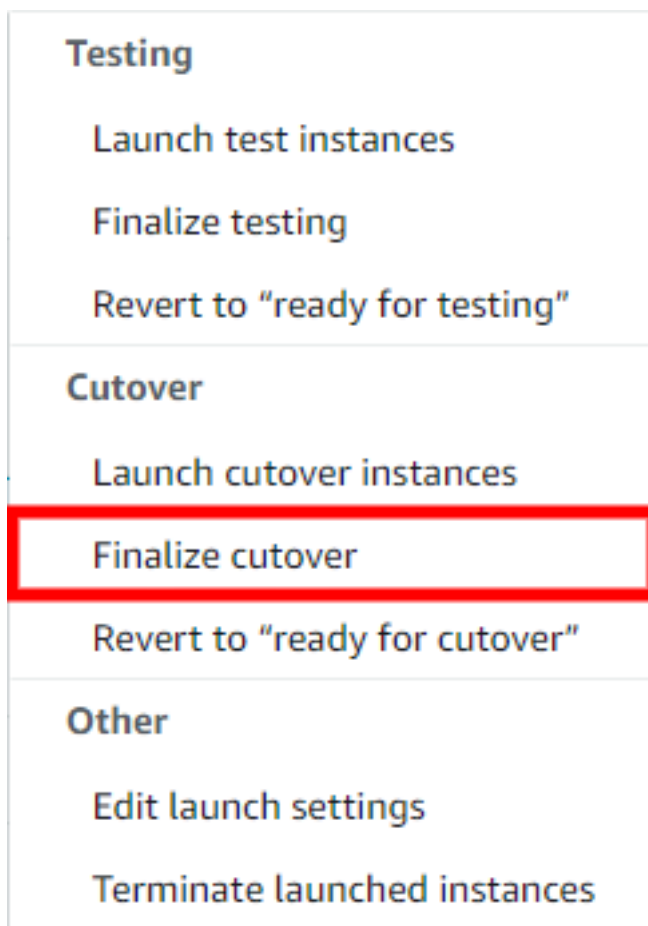 Testing
Launch test instances
Finalize testing
Revert to “ready for testing”
Cutover
Launch cutover instances
Finalize cutover
Revert to “ready for cutover”
Other
Edit launch settings
Terminate launched instances